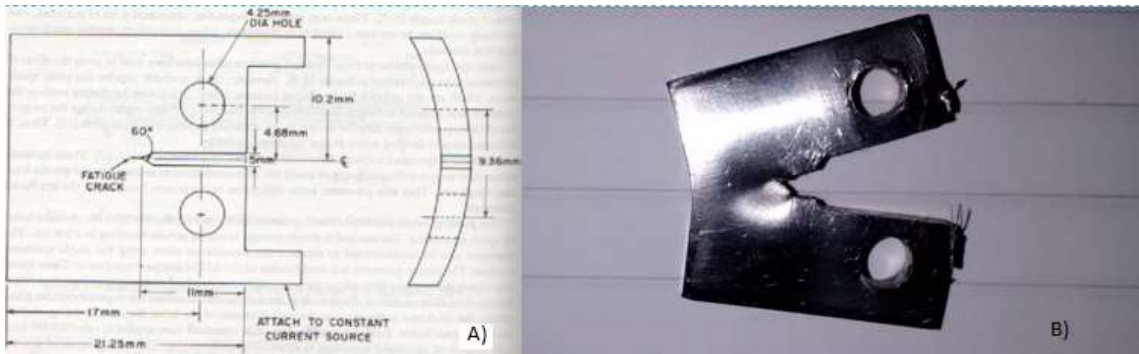 4.25mm
DIA HOLE
10.2mm
60°
4.68mm
.5mm
℄
9.36mm
FATIGUE
CRACK
11mm
17mm
ATTACH TO CONSTANT
CURRENT SOURCE
21.25mm
A)
B)